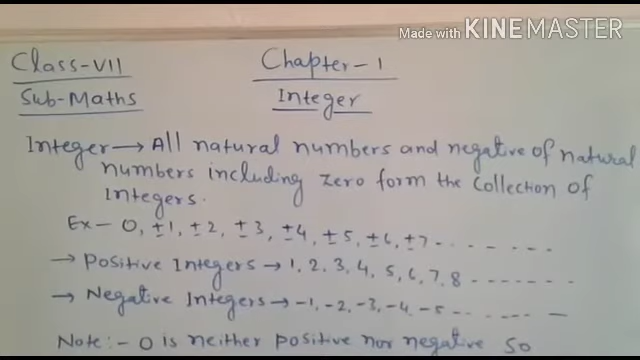 Made with KINEMASTER
Class-VII
Chapter-1
Sub-Maths
Integer
Integer → All natural numbers and negative of natural
numbers including zero form the collection of
integers.
Ex- 0, ±1, ±2, ±3, ±4, ±5, ±6, ±7- - - - - - -
→ Positive Integers → 1, 2, 3, 4, 5, 6, 7, 8 - - - - - - -
→ Negative Integers → -1, -2, -3, -4, -5 - - - - - - -
Note:- 0 is neither positive nor negative so